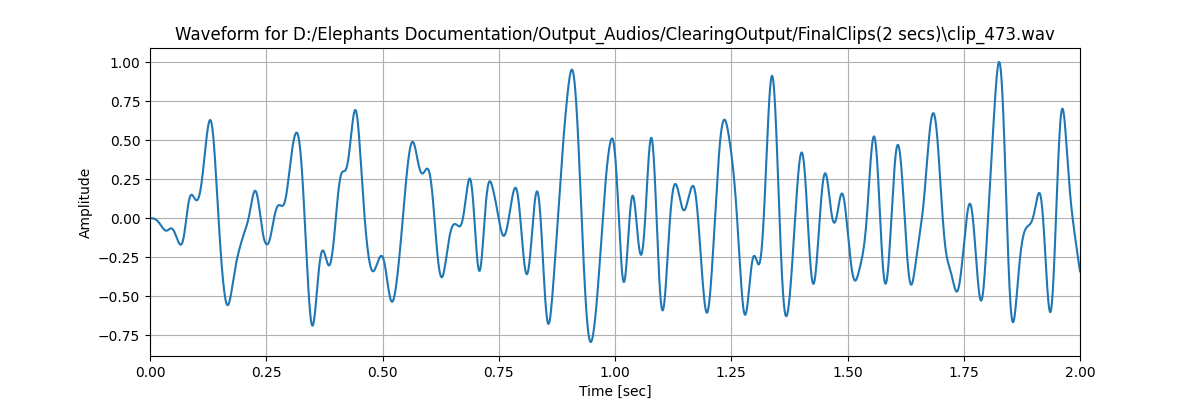 Waveform for D:/Elephants Documentation/Output_Audios/ClearingOutput/FinalClips(2 secs)\clip_473.wav
Amplitude
1.00
0.75
0.50
0.25
0.00
−0.25
−0.50
−0.75
0.00 0.25 0.50 0.75 1.00 1.25 1.50 1.75 2.00
Time [sec]